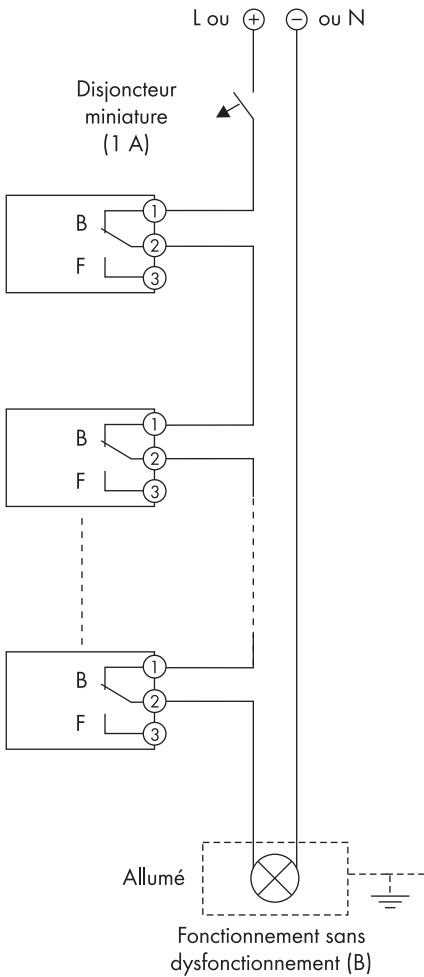 L ou + − ou N
Disjoncteur
miniature
(1 A)
B
1
2
F
3
B
1
2
F
3
B
1
2
F
3
Allumé
Fonctionnement sans
dysfonctionnement (B)